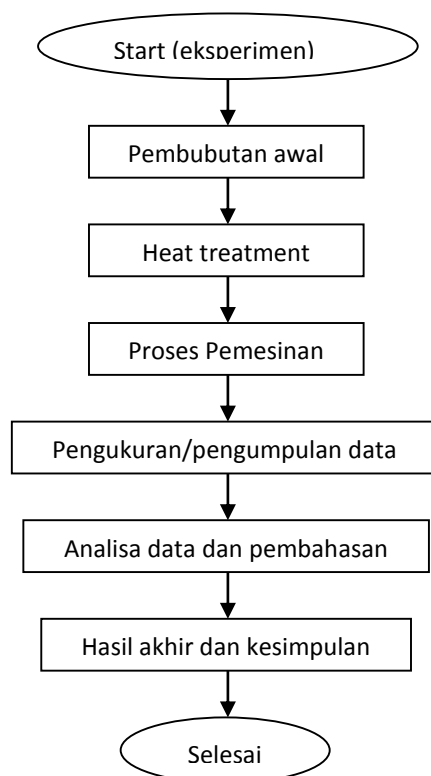 Start (eksperimen)
Pembubutan awal
Heat treatment
Proses Pemesinan
Pengukuran/pengumpulan data
Analisa data dan pembahasan
Hasil akhir dan kesimpulan
Selesai